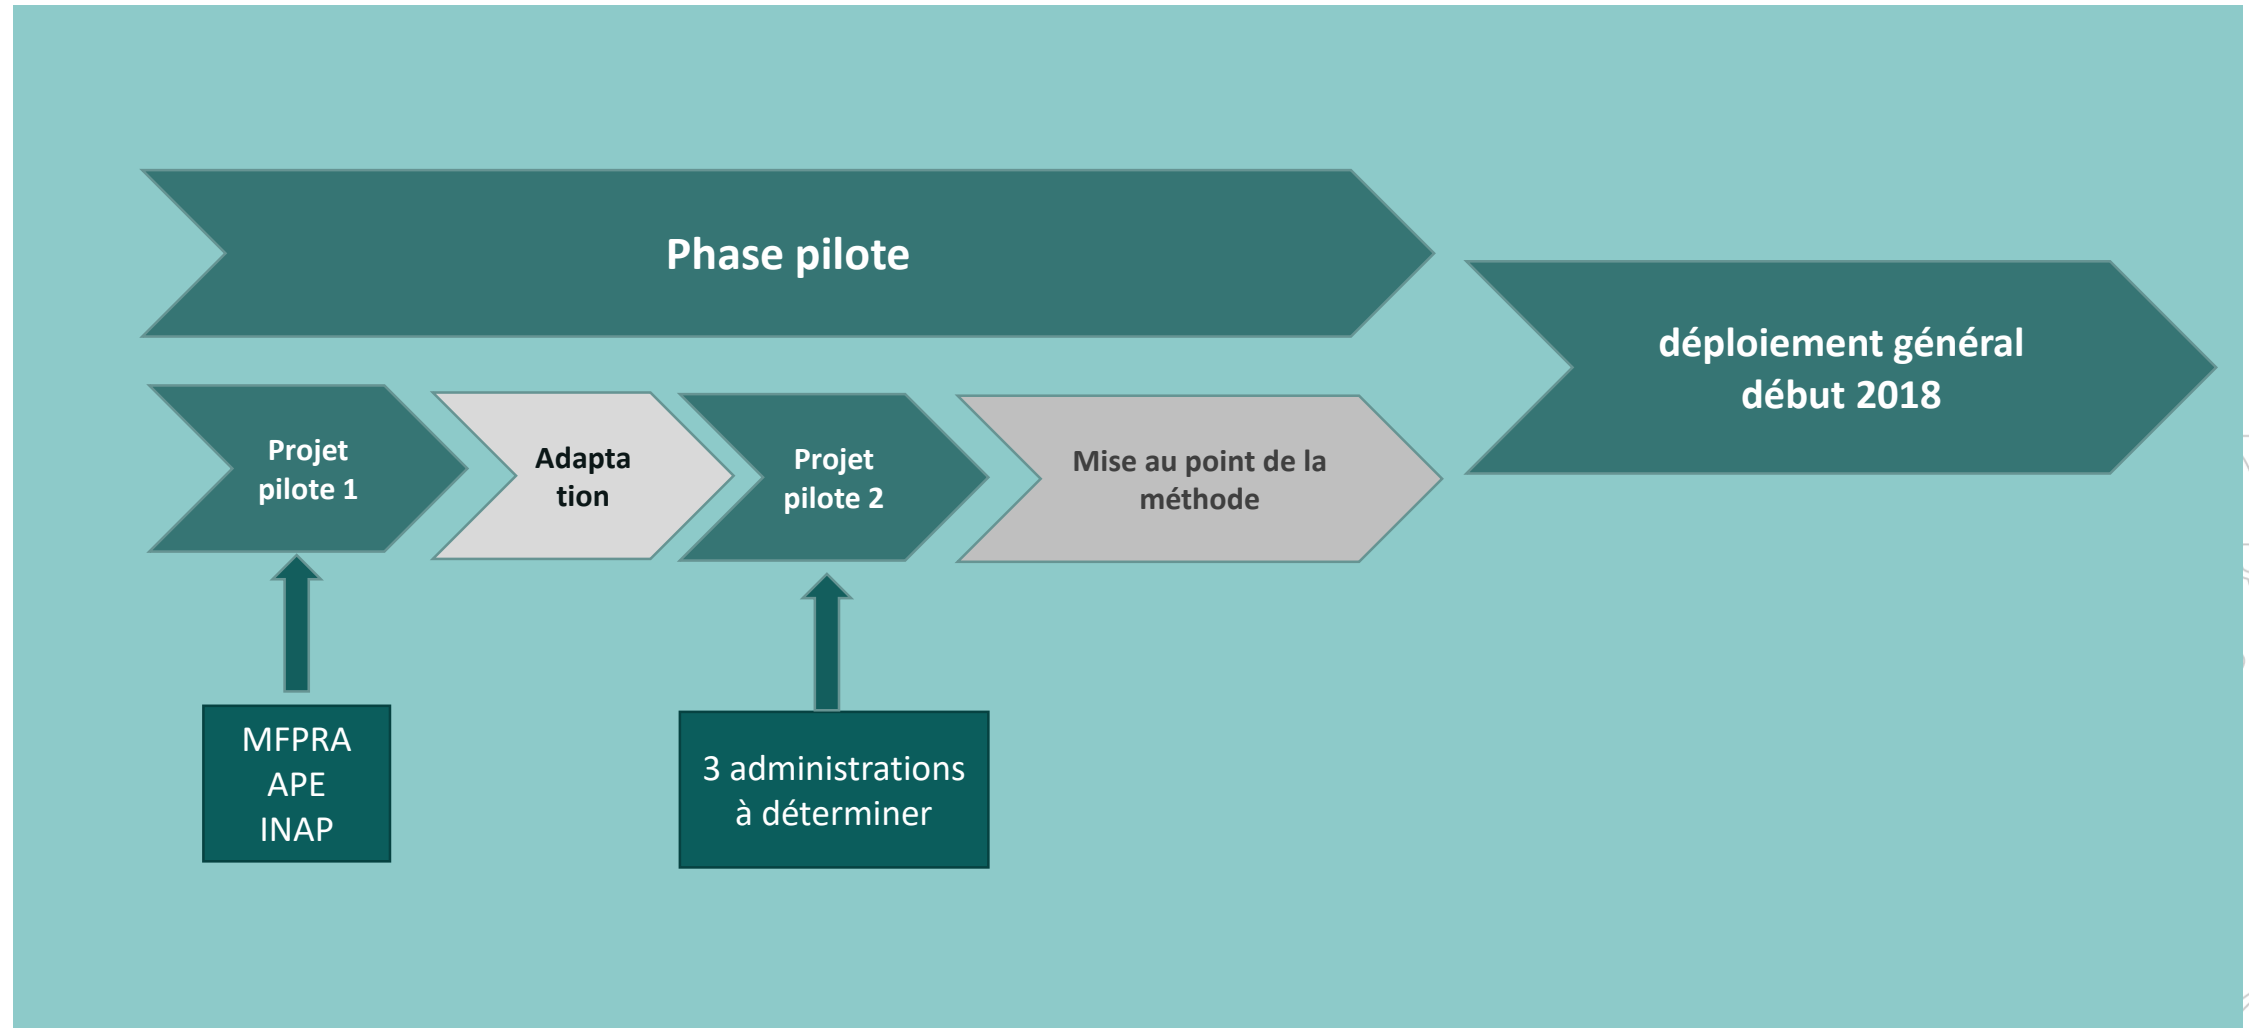 Phase pilote
déploiement général
début 2018
Projet
pilote 1
Adapta
tion
Projet
pilote 2
Mise au point de la
méthode
MFPRA
APE
INAP
3 administrations
à déterminer